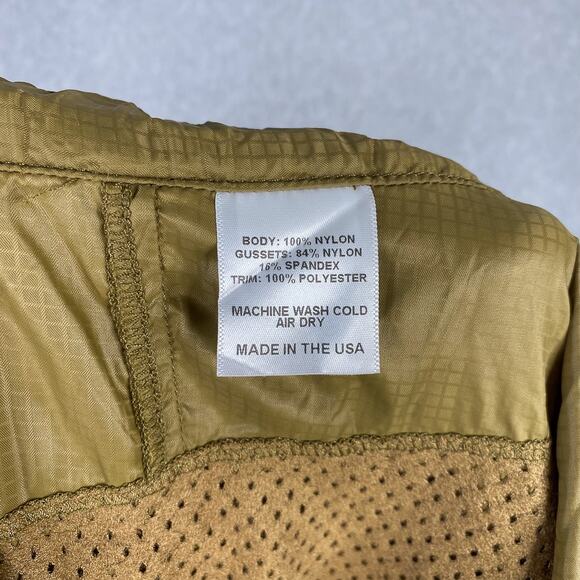 BODY: 100% NYLON
GUSSETS: 84% NYLON
16% SPANDEX
TRIM: 100% POLYESTER
MACHINE WASH COLD
AIR DRY
MADE IN THE USA